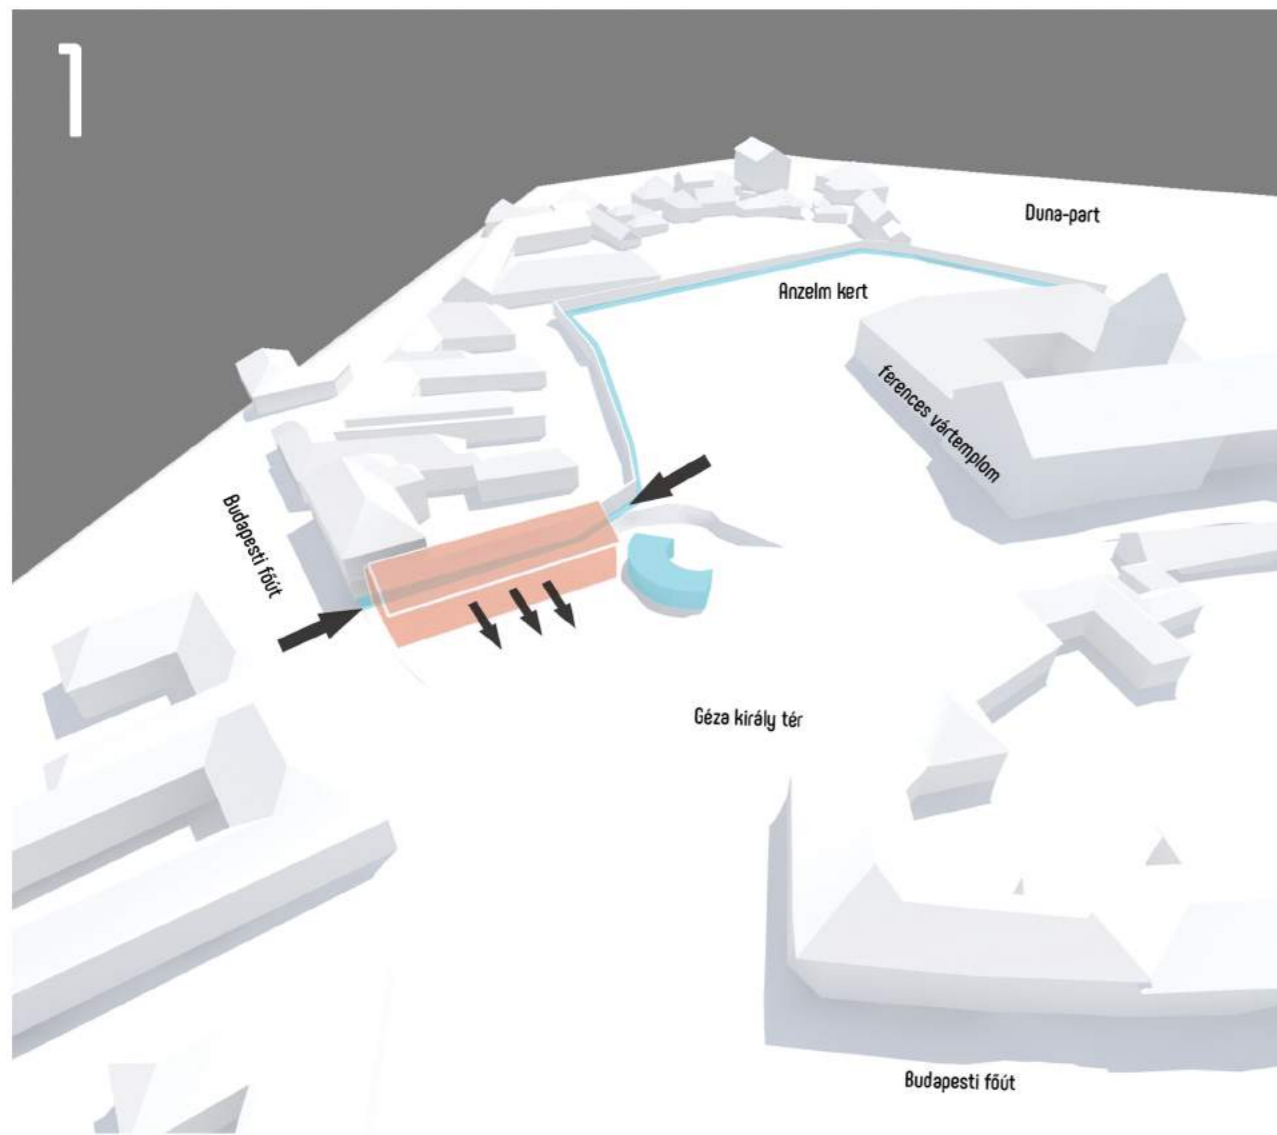 1
Duna-part
Anzelm kert
ferences vártemplom
Budapesti főút
Géza király tér
Budapesti főút